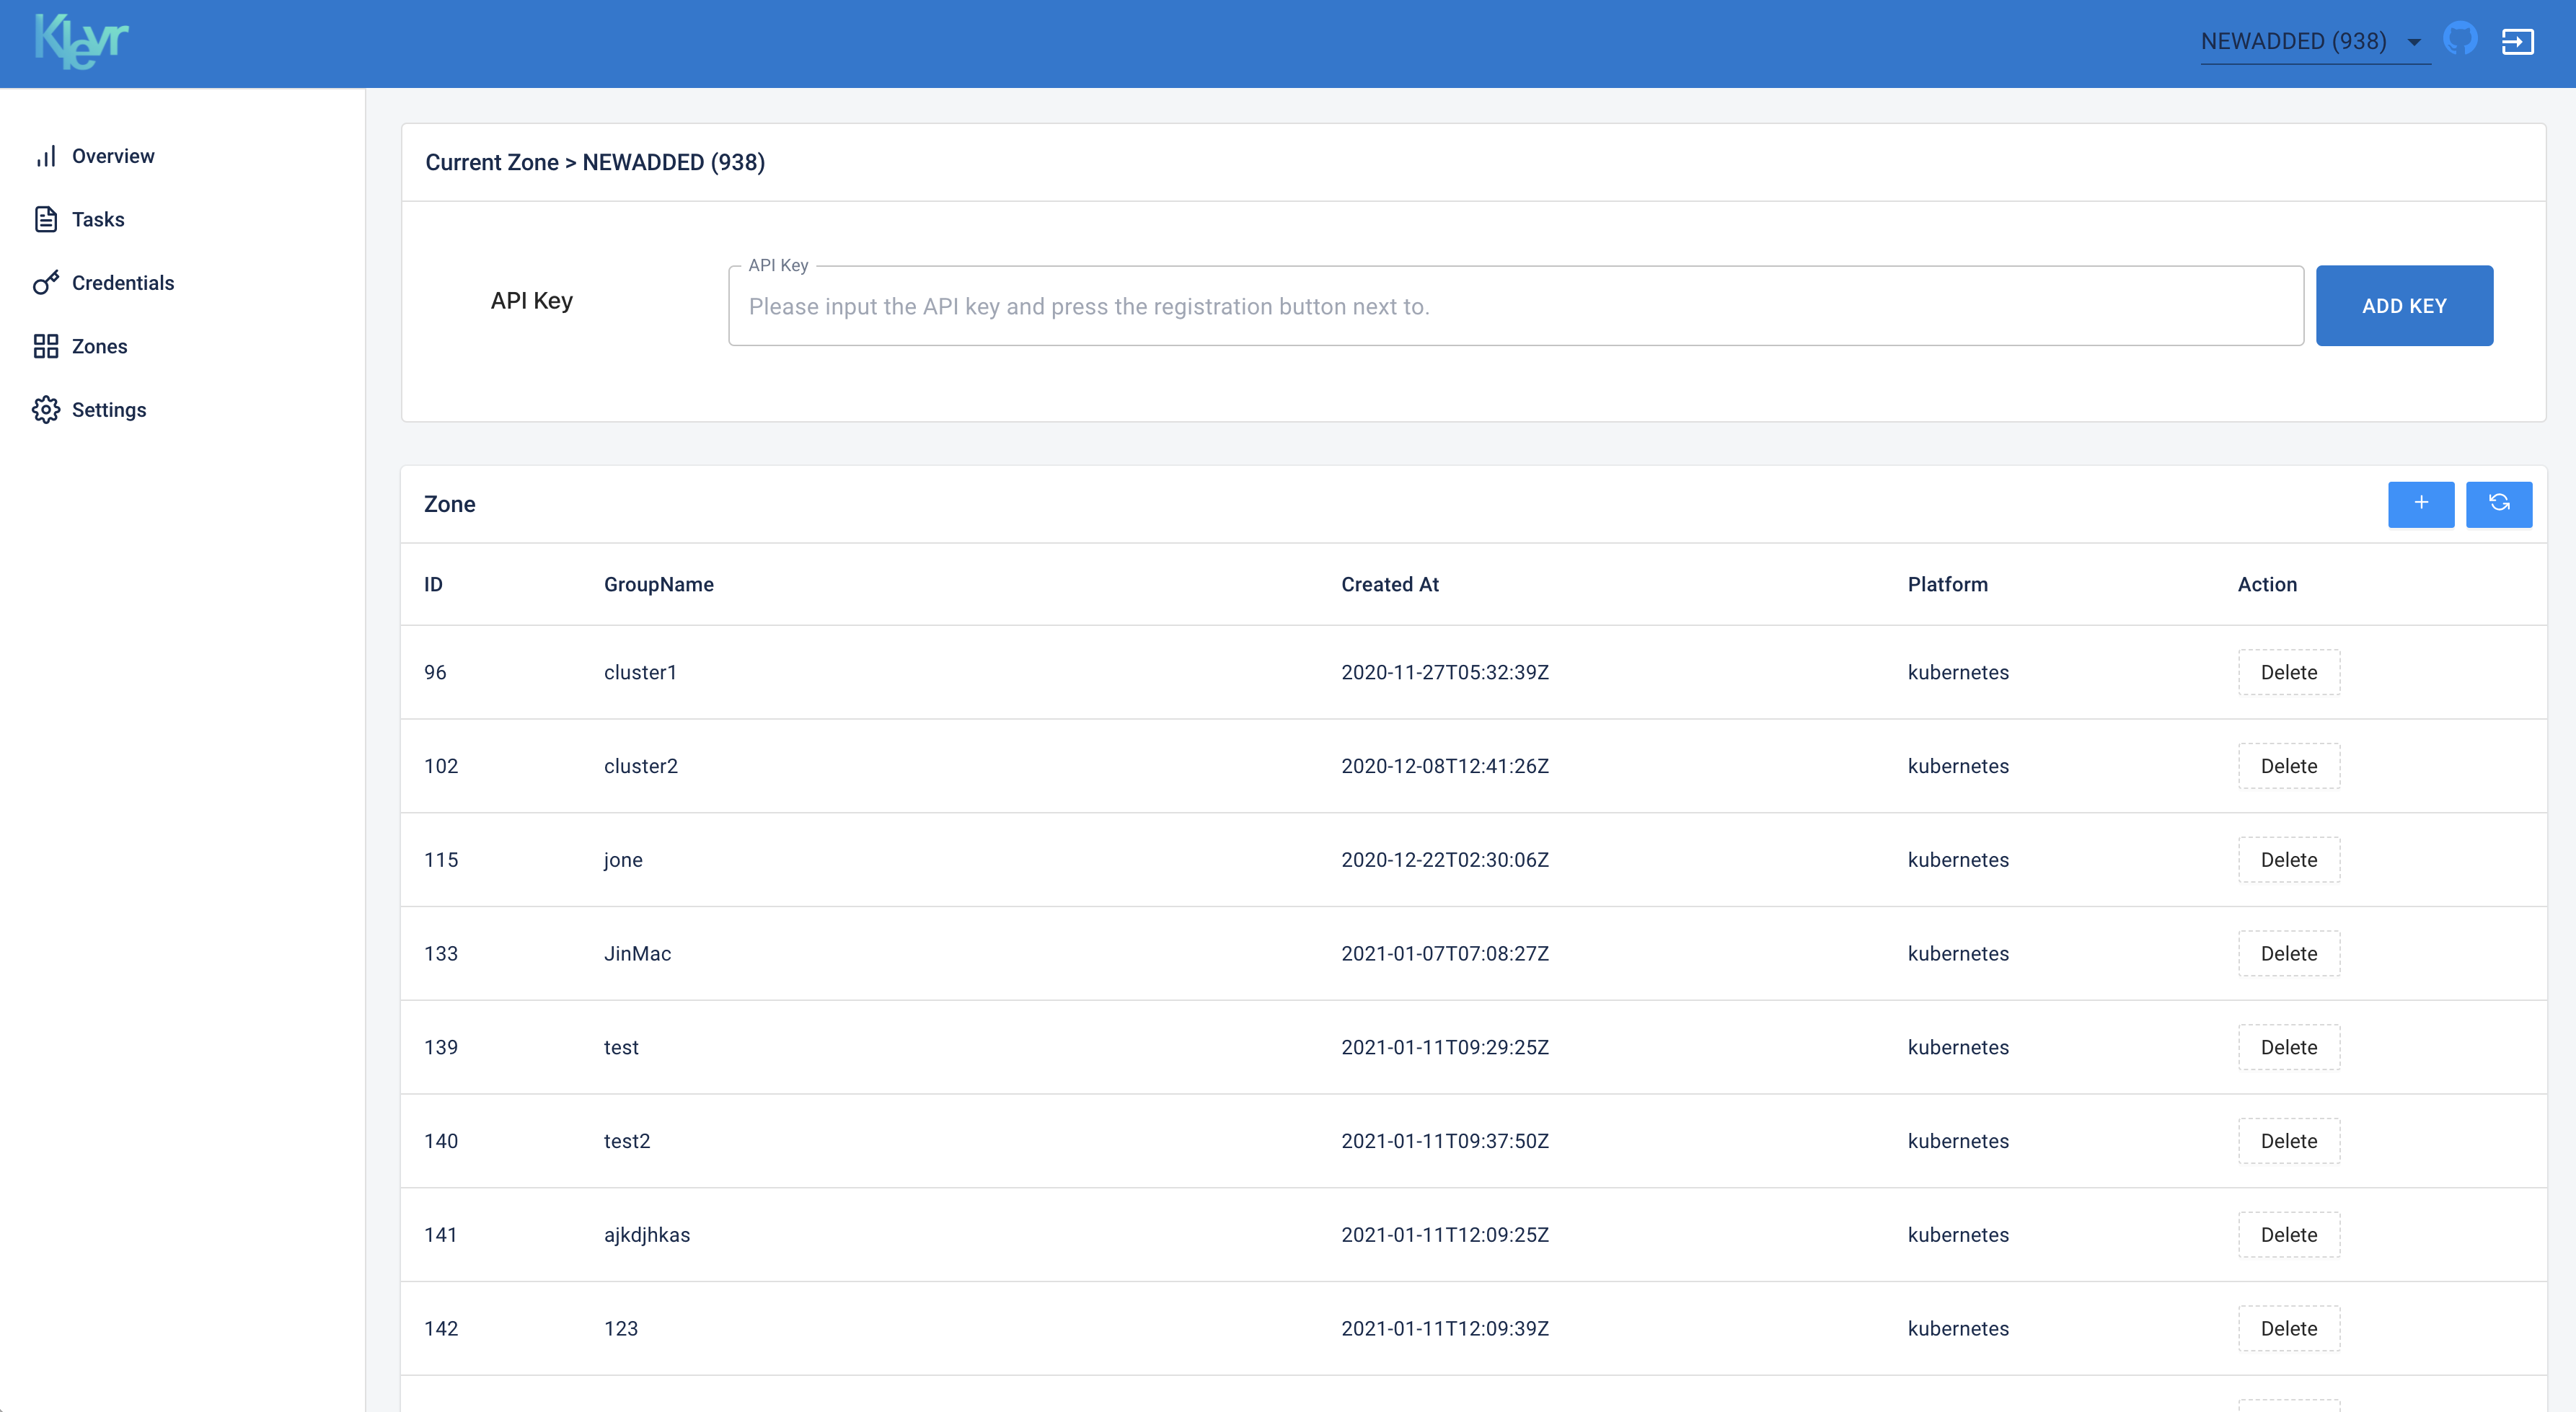 Klevr
NEWADDED (938)
Overview
Tasks
Credentials
Zones
Settings
Current Zone > NEWADDED (938)
API Key
API Key
Please input the API key and press the registration button next to.
ADD KEY
Zone
ID GroupName Created At Platform Action
96 cluster1 2020-11-27T05:32:39Z kubernetes Delete
102 cluster2 2020-12-08T12:41:26Z kubernetes Delete
115 jone 2020-12-22T02:30:06Z kubernetes Delete
133 JinMac 2021-01-07T07:08:27Z kubernetes Delete
139 test 2021-01-11T09:29:25Z kubernetes Delete
140 test2 2021-01-11T09:37:50Z kubernetes Delete
141 ajkdjhkas 2021-01-11T12:09:25Z kubernetes Delete
142 123 2021-01-11T12:09:39Z kubernetes Delete